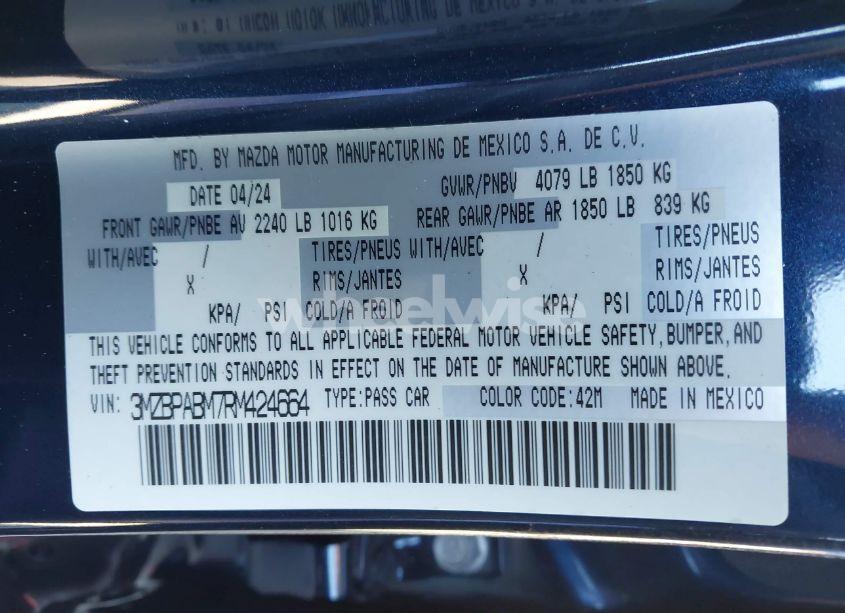 MFD. BY MAZDA MOTOR MANUFACTURING DE MEXICO S.A. DE C.V.
DATE 04/24 GVWR/PNBV 4079 LB 1850 KG
FRONT GAWR/PNBE AV 2240 LB 1016 KG REAR GAWR/PNBE AR 1850 LB 839 KG
WITH/AVEC / TIRES/PNEUS WITH/AVEC / TIRES/PNEUS
X RIMS/JANTES X RIMS/JANTES
KPA/ PSI COLD/A FROID KPA/ PSI COLD/A FROID
wheelwise
THIS VEHICLE CONFORMS TO ALL APPLICABLE FEDERAL MOTOR VEHICLE SAFETY, BUMPER, AND
THEFT PREVENTION STANDARDS IN EFFECT ON THE DATE OF MANUFACTURE SHOWN ABOVE.
VIN: 3MZBPABM7RM424664 TYPE:PASS CAR COLOR CODE:42M MADE IN MEXICO